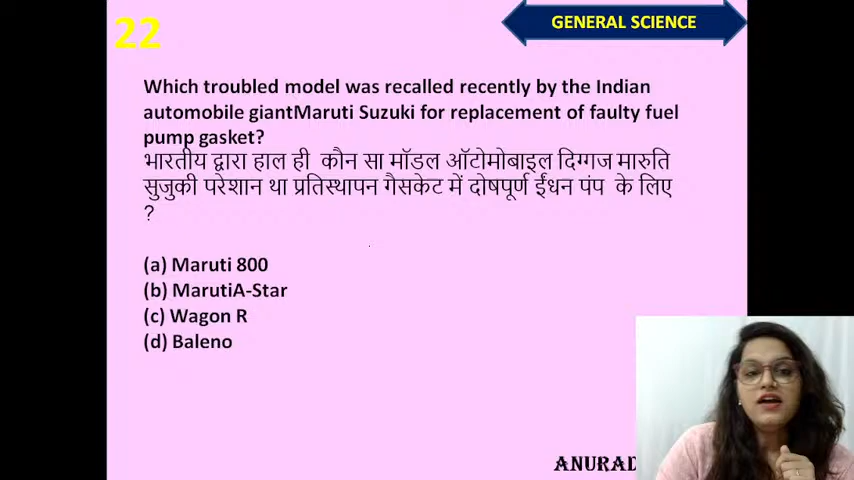 22
GENERAL SCIENCE
Which troubled model was recalled recently by the Indian
automobile giantMaruti Suzuki for replacement of faulty fuel
pump gasket?
भारतीय द्वारा हाल ही कौन सा मॉडल ऑटोमोबाइल दिग्गज मारुति
सुजुकी परेशान था प्रतिस्थापन गैसकेट में दोषपूर्ण ईंधन पंप के लिए
?
(a) Maruti 800
(b) MarutiA-Star
(c) Wagon R
(d) Baleno
ANURAD